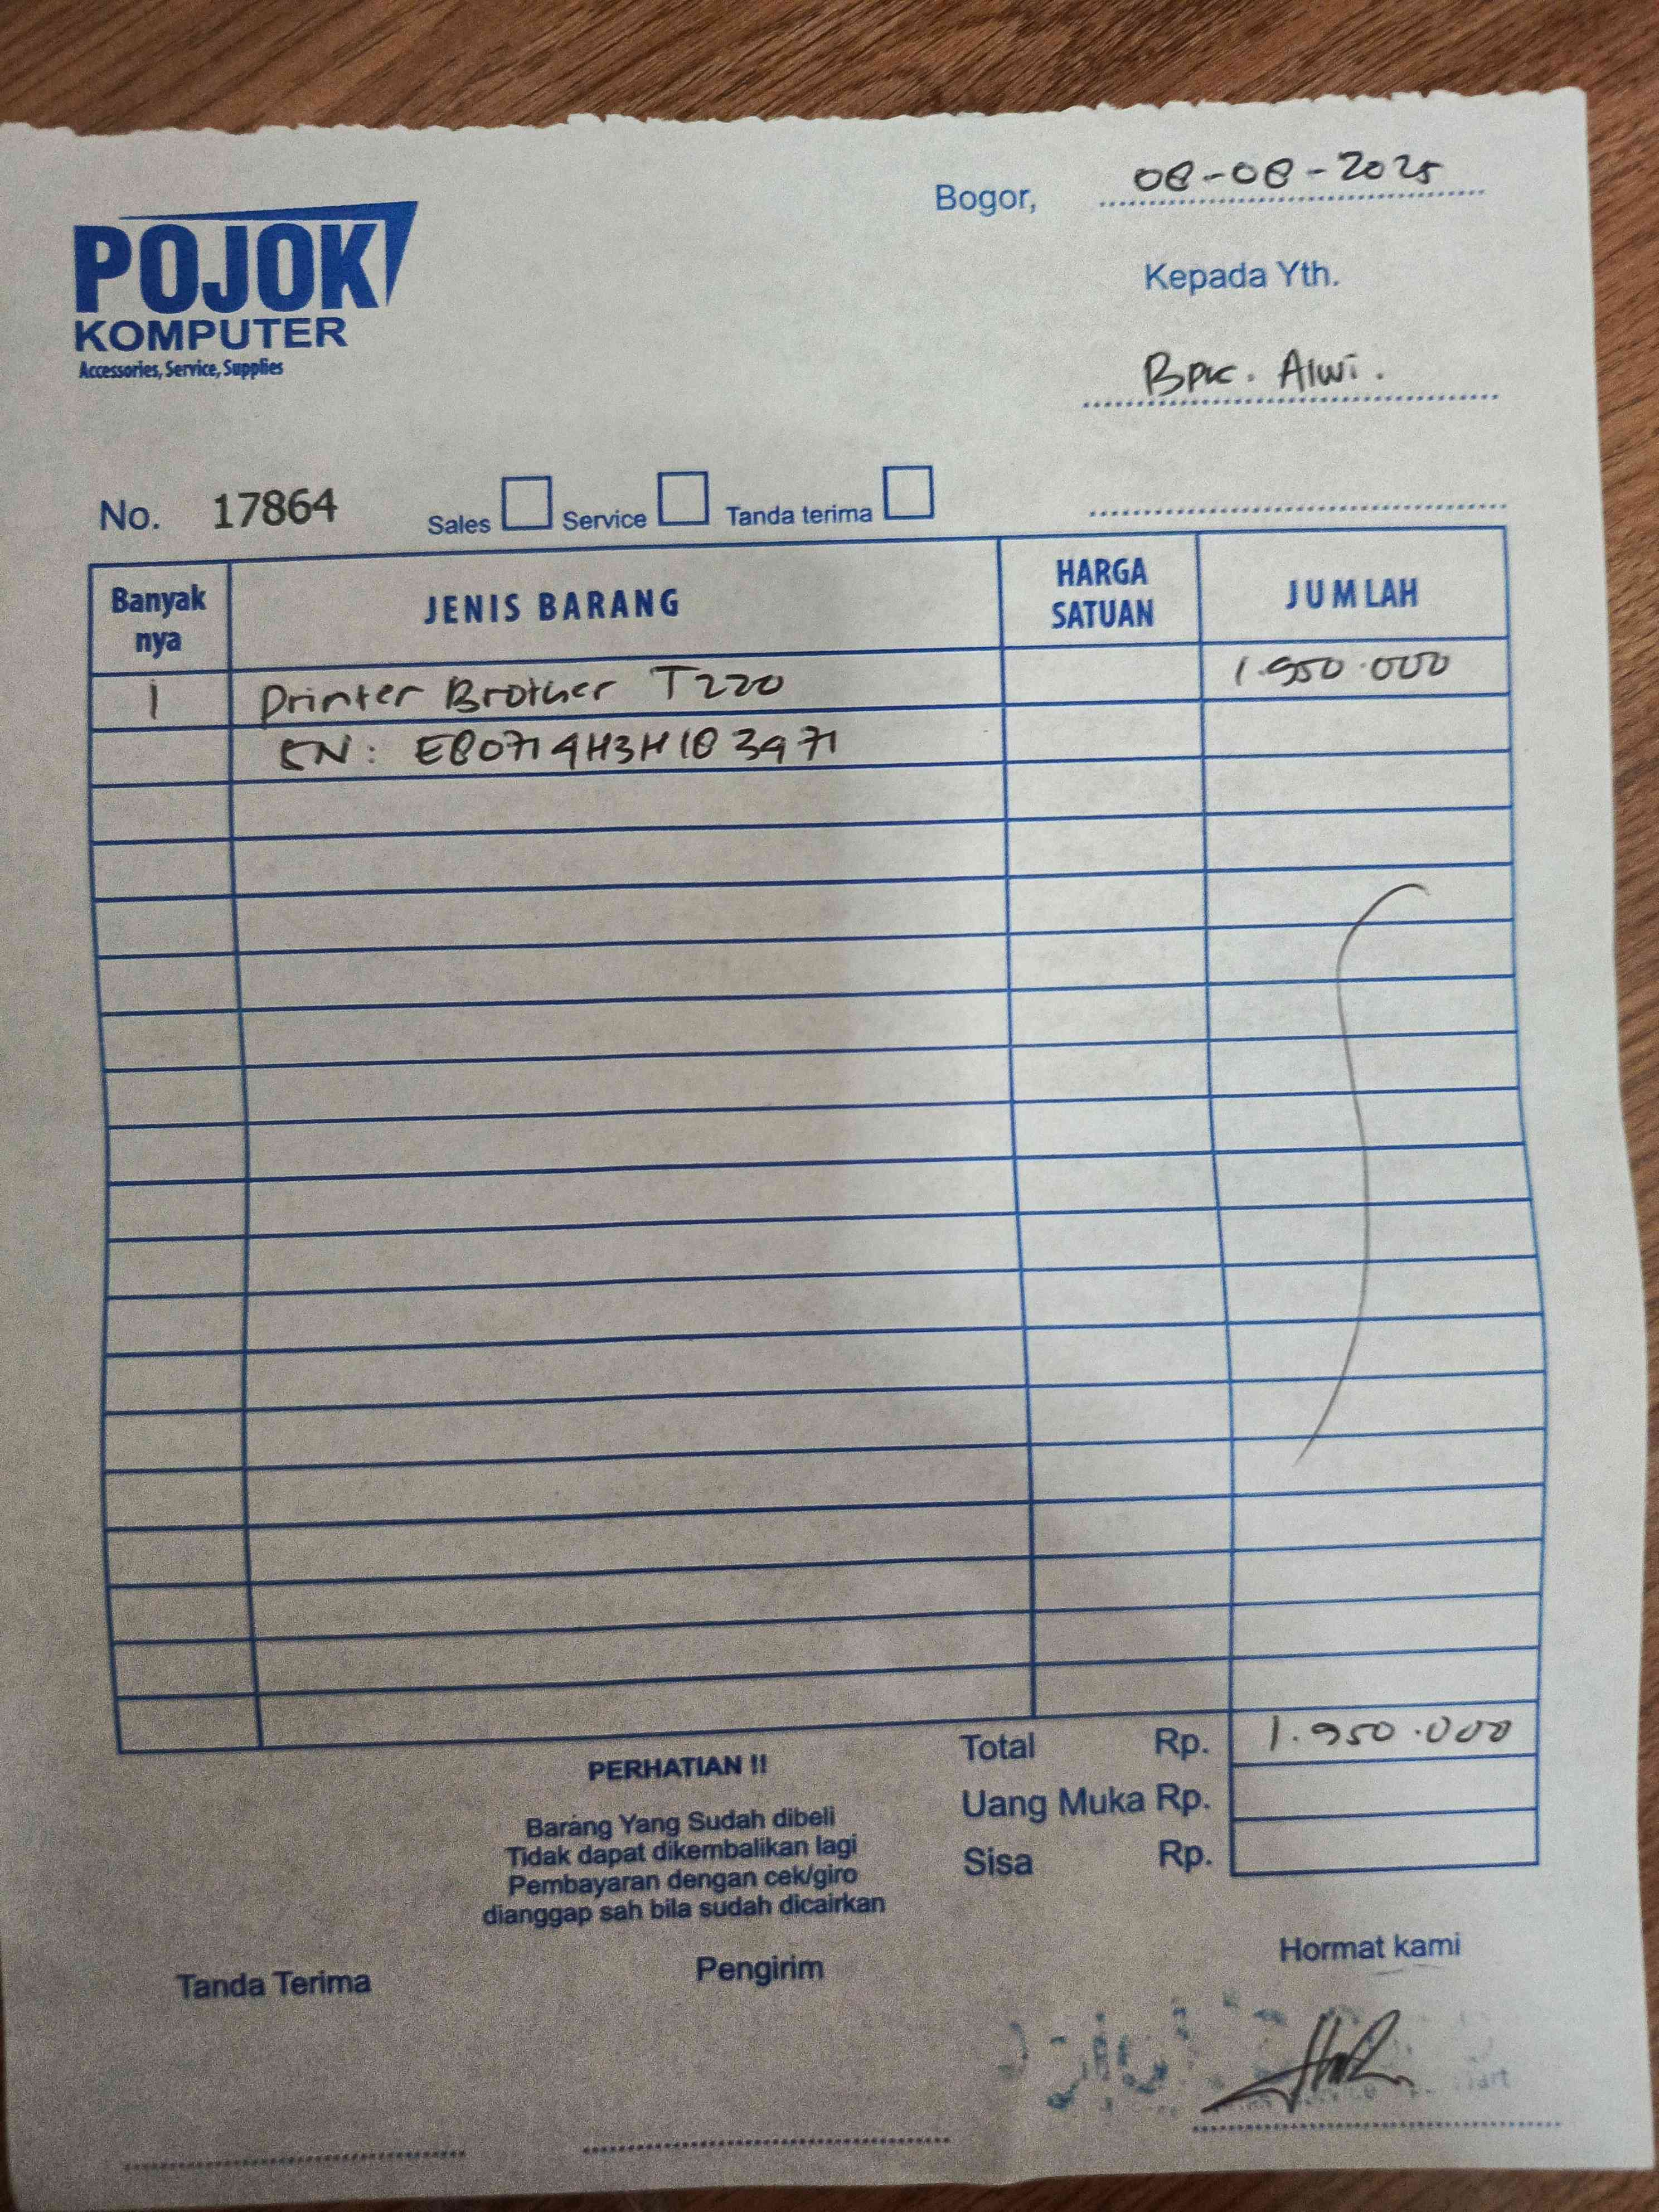 Bogor, 08-08-2025
POJOK
KOMPUTER
Accessories, Service, Supplies
Kepada Yth.
Bpk. Alwi.
No. 17864 Sales Service Tanda terima
Banyak nya JENIS BARANG HARGA SATUAN JUMLAH
1 Printer Brother T220 1.950.000
SN: E80714H3H183471
Total Rp. 1.950.000
Uang Muka Rp.
Sisa Rp.
PERHATIAN !!
Barang Yang Sudah dibeli
Tidak dapat dikembalikan lagi
Pembayaran dengan cek/giro
dianggap sah bila sudah dicairkan
Tanda Terima Pengirim Hormat kami